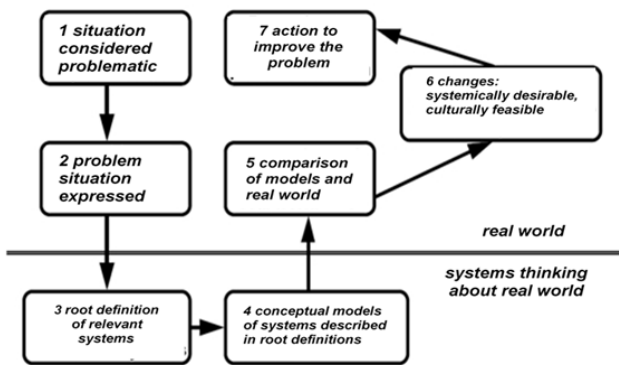 1 situation
considered
problematic
7 action to
improve the
problem
6 changes:
systemically desirable,
culturally feasible
2 problem
situation
expressed
5 comparison
of models and
real world
real world
systems thinking
about real world
3 root definition
of relevant
systems
4 conceptual models
of systems described
in root definitions